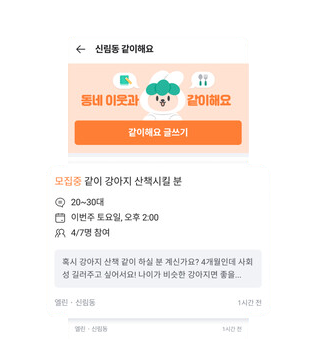 신림동 같이해요
동네 이웃과 같이해요
같이해요 글쓰기
모집중 같이 강아지 산책시킬 분
20~30대
이번주 토요일, 오후 2:00
4/7명 참여
혹시 강아지 산책 같이 하실 분 계신가요? 4개월인데 사회
성 길러주고 싶어서요! 나이가 비슷한 강아지면 좋을...
엘린 · 신림동
1시간 전
엘린 · 신림동
1시간 전